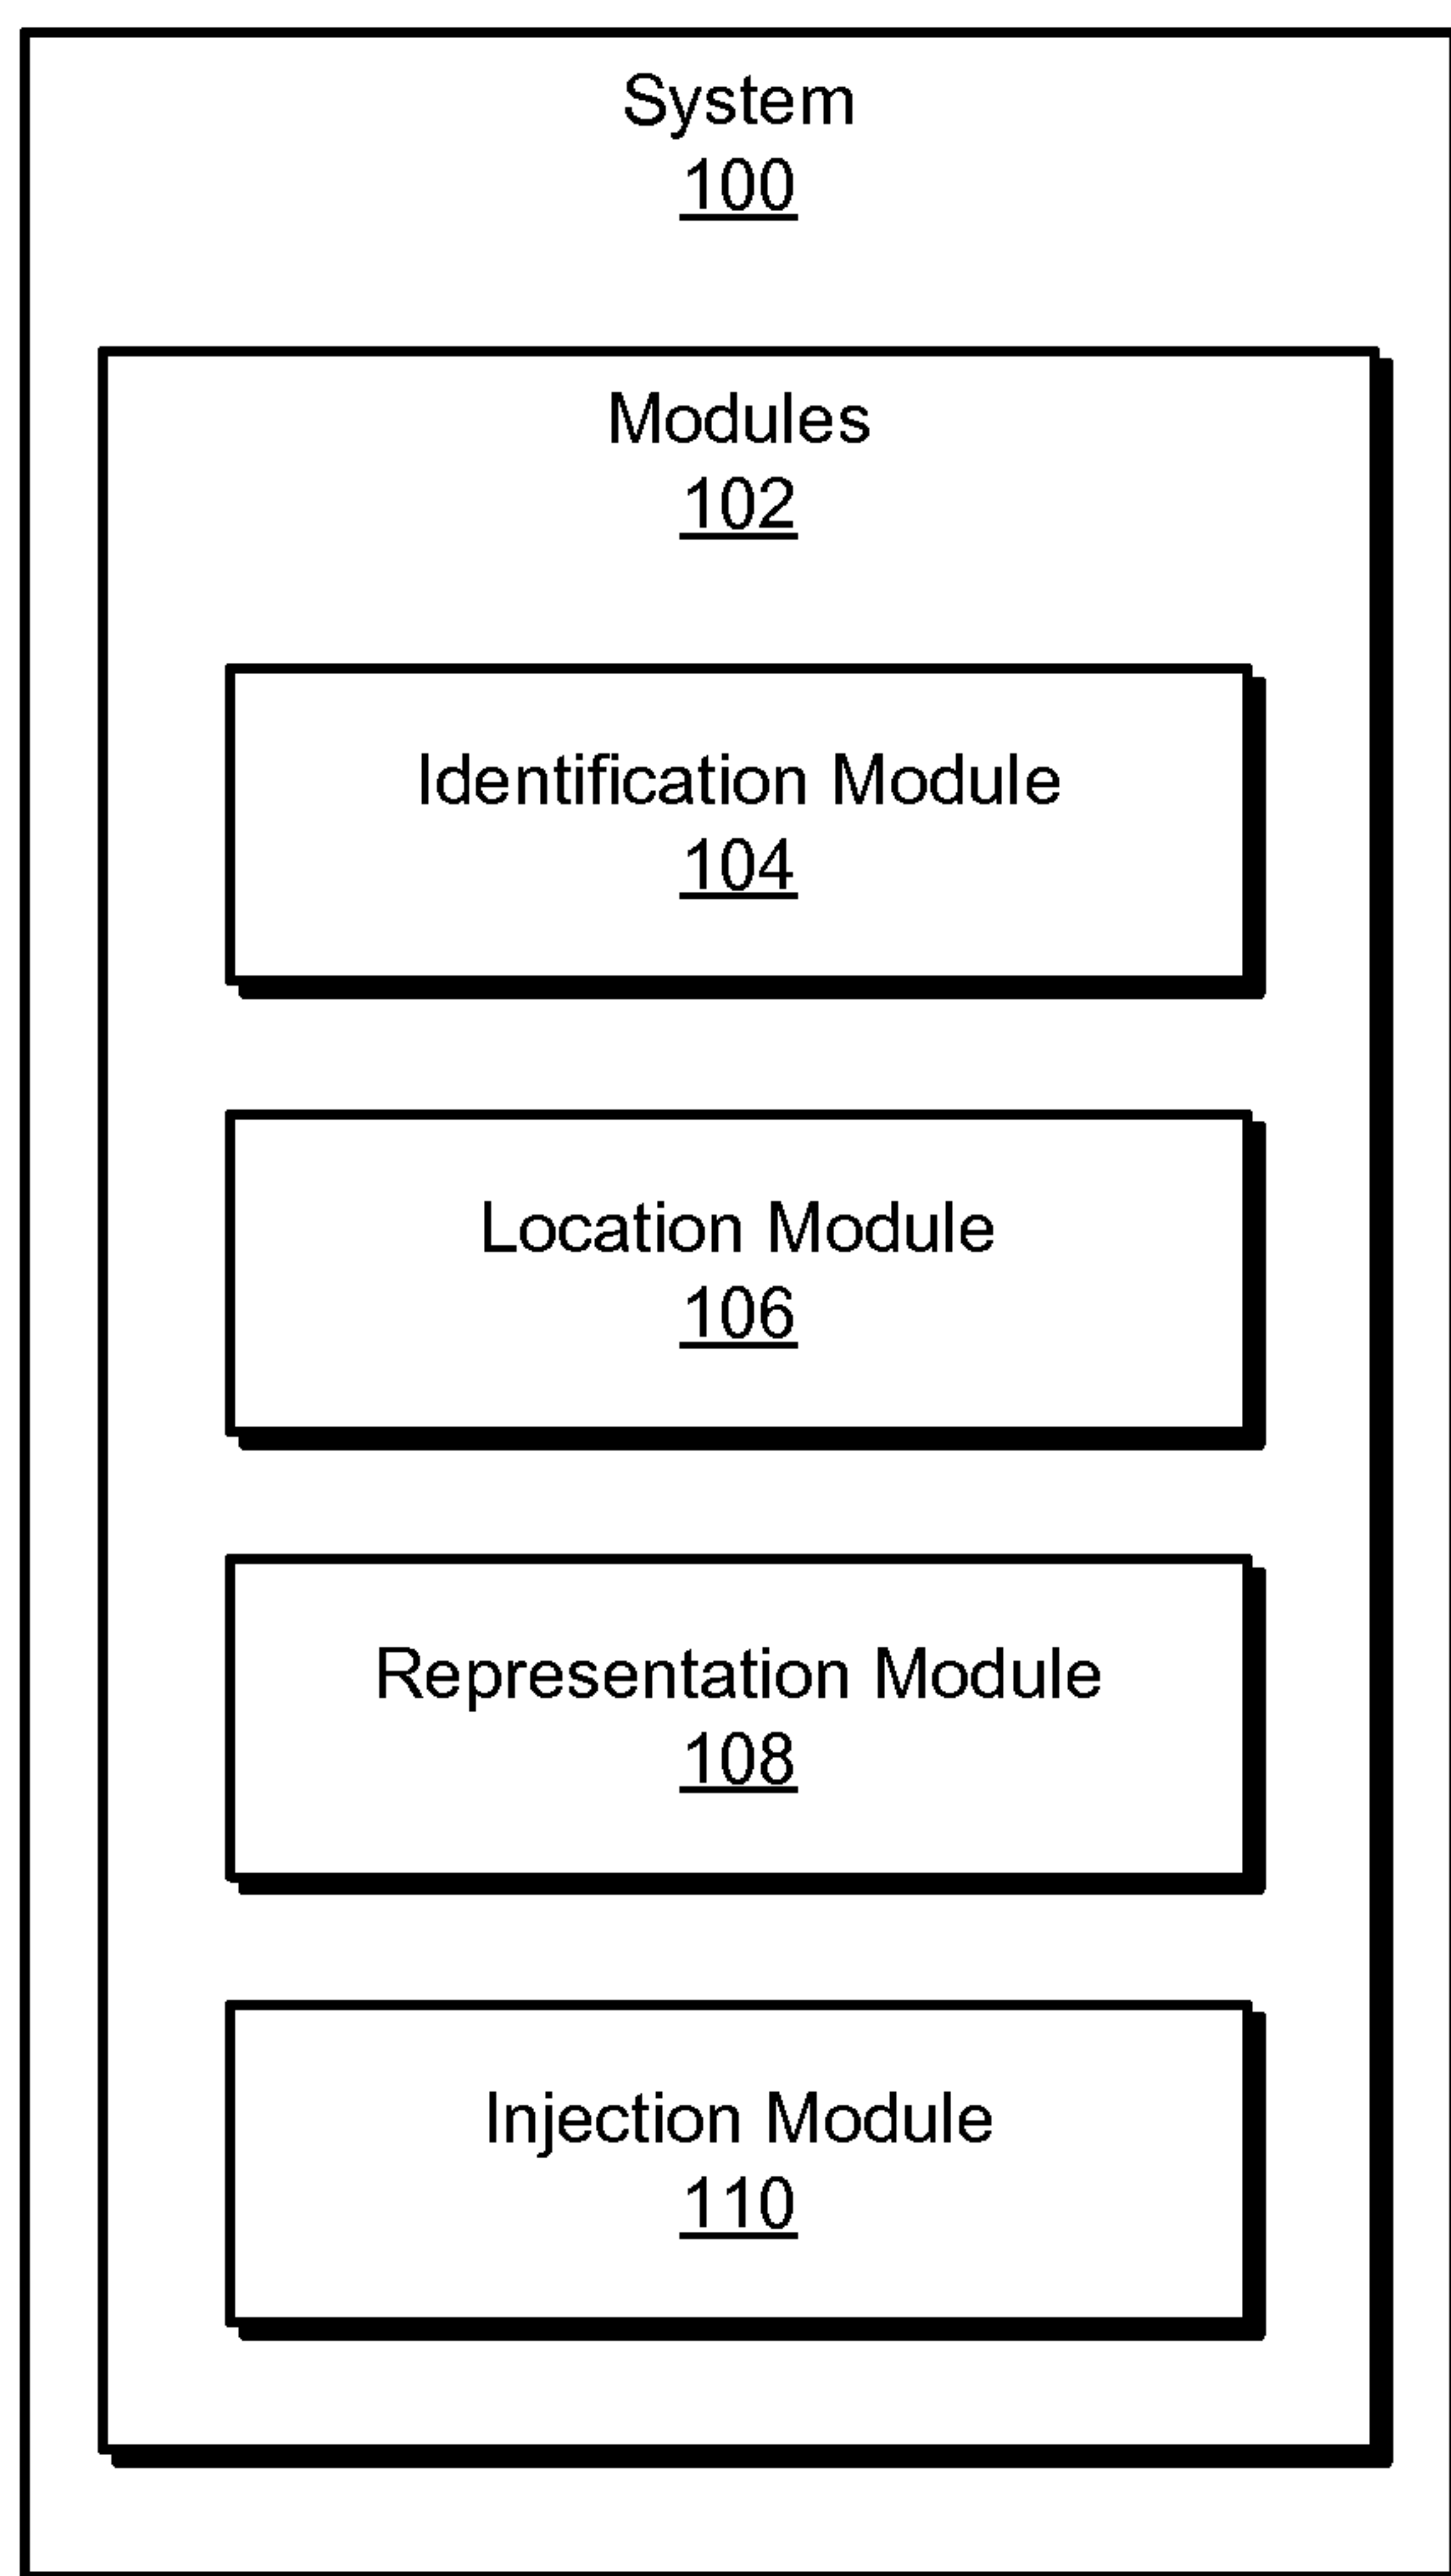 System
100
Modules
102
Identification Module
104
Location Module
106
Representation Module
108
Injection Module
110